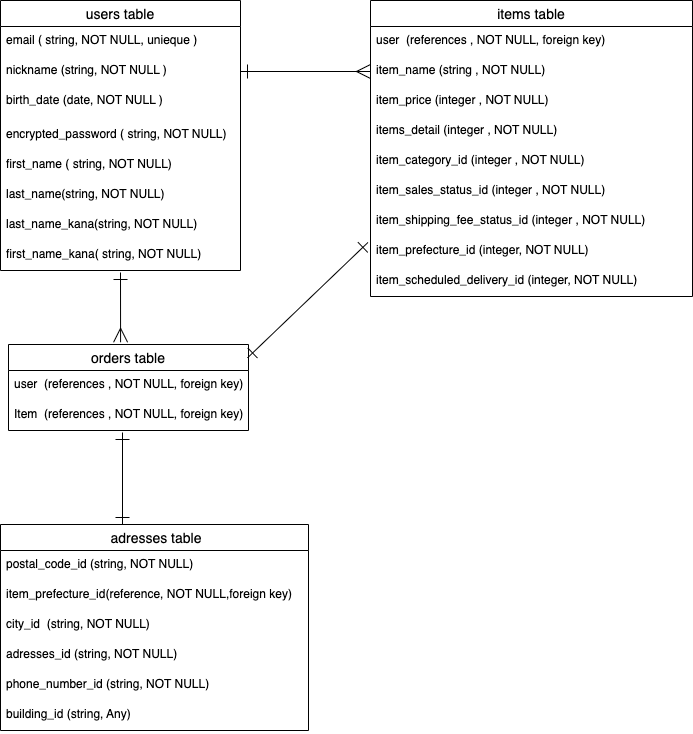 users table
email ( string, NOT NULL, unieque )
nickname (string, NOT NULL )
birth_date (date, NOT NULL )
encrypted_password ( string, NOT NULL)
first_name ( string, NOT NULL)
last_name(string, NOT NULL)
last_name_kana(string, NOT NULL)
first_name_kana( string, NOT NULL)
items table
user (references , NOT NULL, foreign key)
item_name (string , NOT NULL)
item_price (integer , NOT NULL)
items_detail (integer , NOT NULL)
item_category_id (integer , NOT NULL)
item_sales_status_id (integer , NOT NULL)
item_shipping_fee_status_id (integer , NOT NULL)
item_prefecture_id (integer, NOT NULL)
item_scheduled_delivery_id (integer, NOT NULL)
orders table
user (references , NOT NULL, foreign key)
Item (references , NOT NULL, foreign key)
adresses table
postal_code_id (string, NOT NULL)
item_prefecture_id(reference, NOT NULL,foreign key)
city_id (string, NOT NULL)
adresses_id (string, NOT NULL)
phone_number_id (string, NOT NULL)
building_id (string, Any)